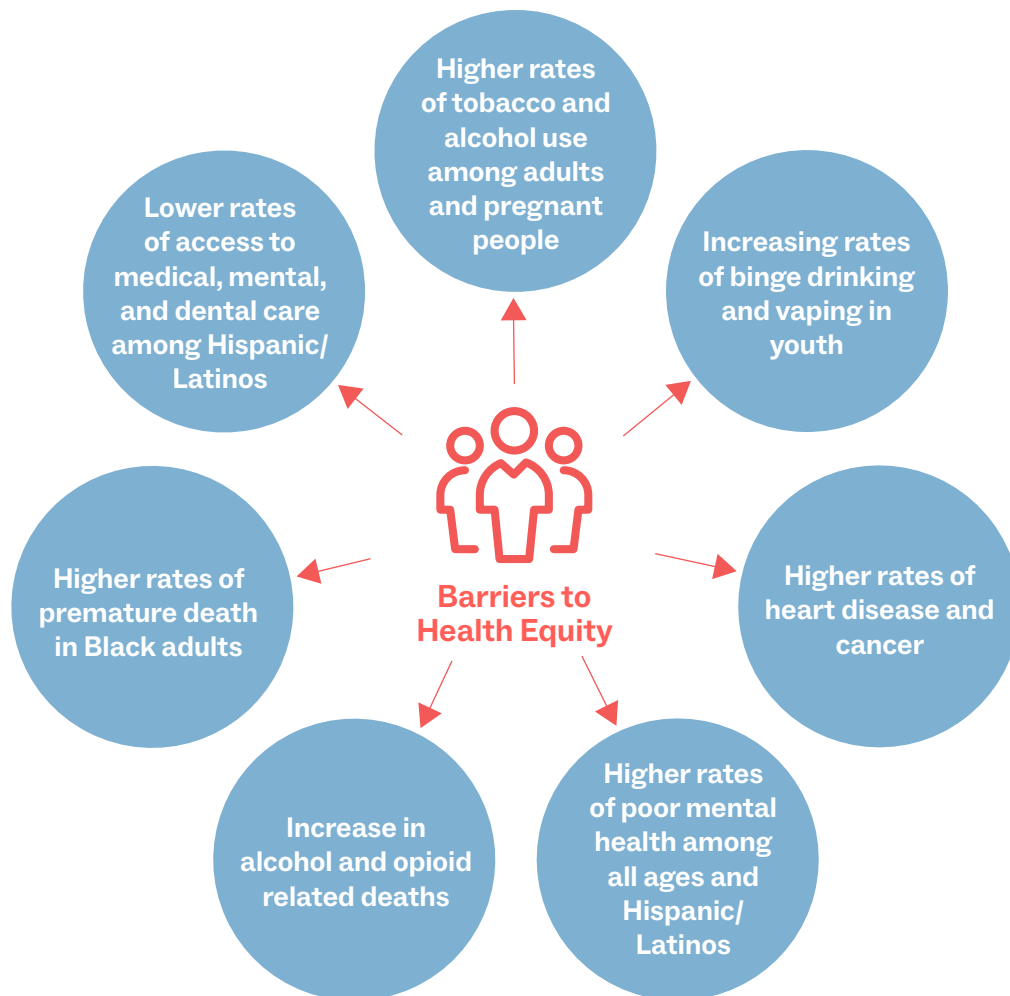 Higher rates
of tobacco and
alcohol use
among adults
and pregnant
people
Increasing rates
of binge drinking
and vaping in
youth
Higher rates of
heart disease and
cancer
Higher rates
of poor mental
health among
all ages and
Hispanic/
Latinos
Increase in
alcohol and opioid
related deaths
Higher rates of
premature death
in Black adults
Lower rates
of access to
medical, mental,
and dental care
among Hispanic/
Latinos
Barriers to
Health Equity